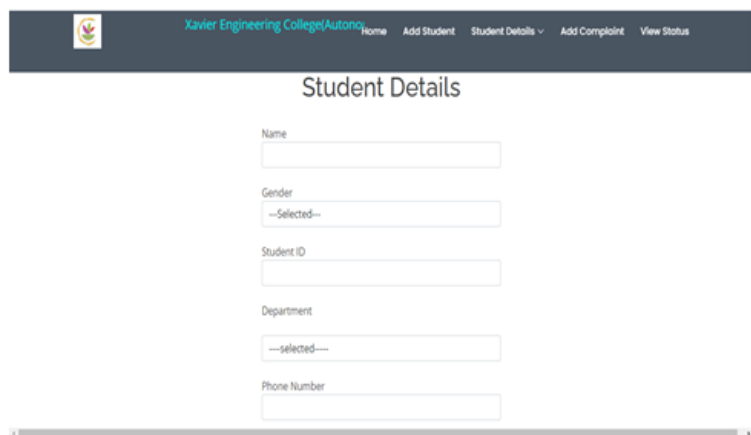 Xavier Engineering College(Autono
Home Add Student Student Details Add Complaint View Status
Student Details
Name
Gender
---Selected---
Student ID
Department
----selected-----
Phone Number